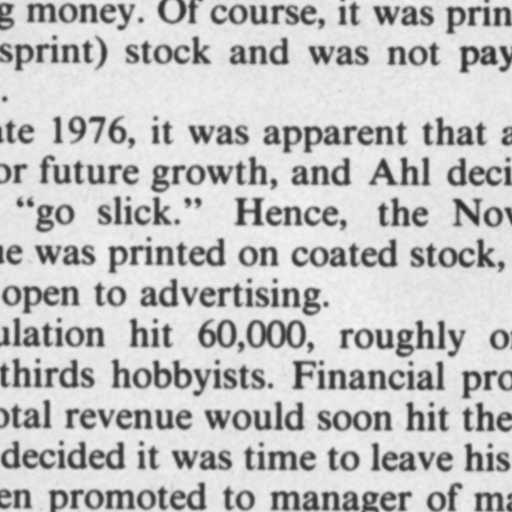 g money. Of course, it was prin
sprint) stock and was not pay
.
ate 1976, it was apparent that a
or future growth, and Ahl deci
“go slick.” Hence, the Nov
ue was printed on coated stock,
open to advertising.
ulation hit 60,000, roughly o
thirds hobbyists. Financial pro
otal revenue would soon hit the
decided it was time to leave his
en promoted to manager of ma